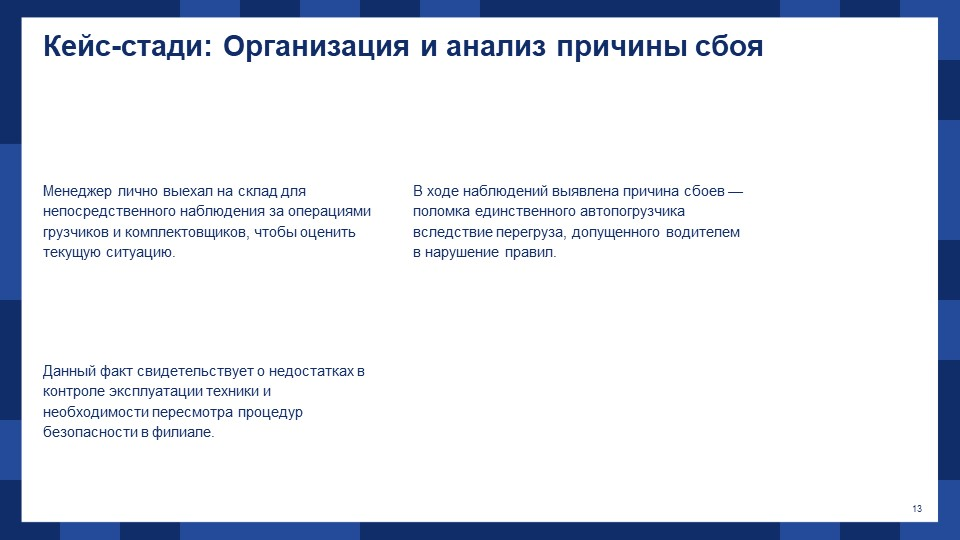 Кейс-стади: Организация и анализ причины сбоя
Менеджер лично выехал на склад для
непосредственного наблюдения за операциями
грузчиков и комплектовщиков, чтобы оценить
текущую ситуацию.
В ходе наблюдений выявлена причина сбоев —
поломка единственного автопогрузчика
вследствие перегруза, допущенного водителем
в нарушение правил.
Данный факт свидетельствует о недостатках в
контроле эксплуатации техники и
необходимости пересмотра процедур
безопасности в филиале.
13